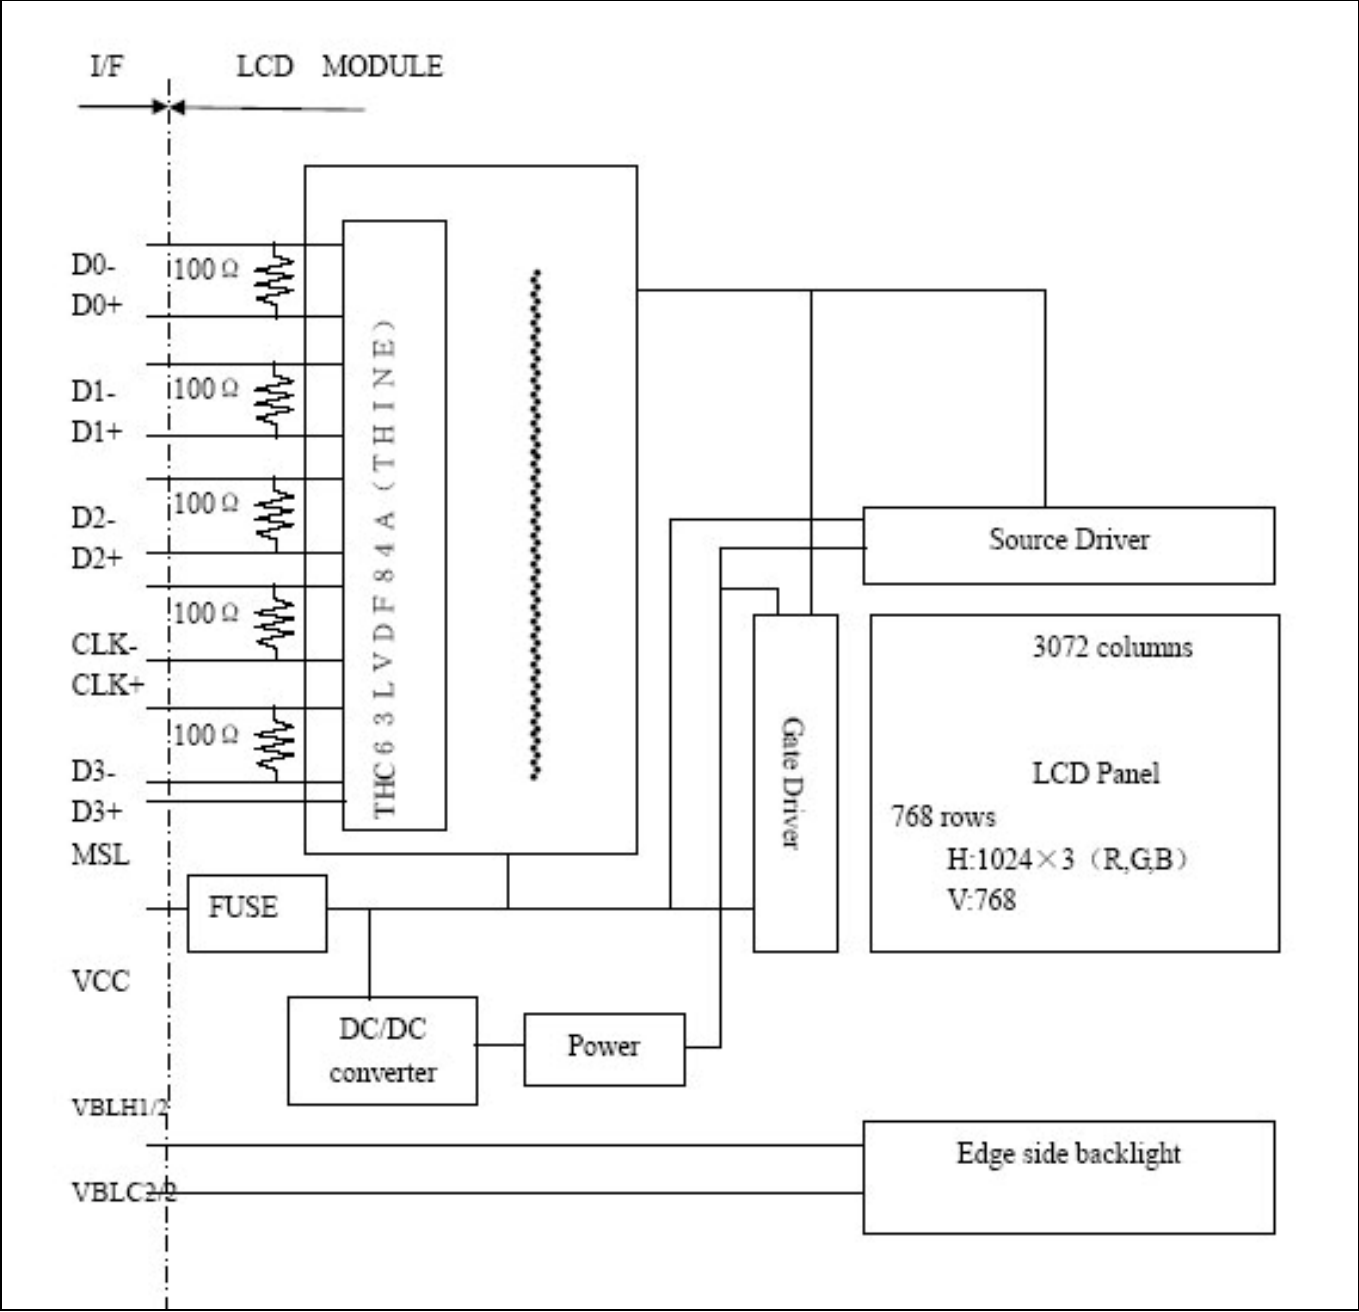 I/F LCD MODULE
D0-
100Ω
D0+
D1-
100Ω
D1+
D2-
100Ω
D2+
100Ω
CLK-
CLK+
100Ω
D3-
D3+
MSL
THC63LVDF84A(THINE)
Source Driver
3072 columns
Gate Driver
LCD Panel
768 rows
H:1024×3（R,G,B）
V:768
FUSE
VCC
DC/DC
converter
Power
VBLH1/2
Edge side backlight
VBLC2/2